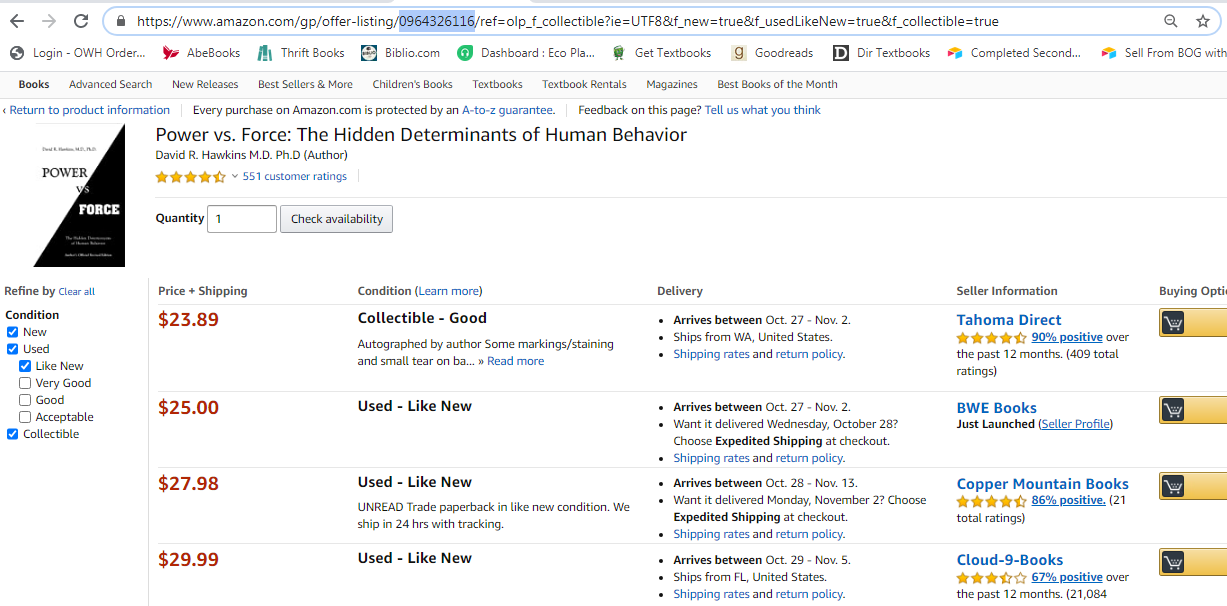 https://www.amazon.com/gp/offer-listing/0964326116/ref=olp_f_collectible?ie=UTF8&f_new=true&f_usedLikeNew=true&f_collectible=true
Login - OWH Order... AbeBooks Thrift Books Biblio.com Dashboard : Eco Pla... Get Textbooks Goodreads Dir Textbooks Completed Second... Sell From BOG with
Books Advanced Search New Releases Best Sellers & More Children's Books Textbooks Textbook Rentals Magazines Best Books of the Month
‹ Return to product information Every purchase on Amazon.com is protected by an A-to-z guarantee. Feedback on this page? Tell us what you think
Power vs. Force: The Hidden Determinants of Human Behavior
David R. Hawkins M.D. Ph.D (Author)
551 customer ratings
David R. Hawkins, M.D., Ph.D.
POWER
VS
FORCE
The Hidden Determinants
of Human Behavior
Author's Official Revised Edition
Quantity 1 Check availability
Refine by Clear all
Condition
New
Used
Like New
Very Good
Good
Acceptable
Collectible
Price + Shipping Condition (Learn more) Delivery Seller Information Buying Opti
$23.89
Collectible - Good
Autographed by author Some markings/staining
and small tear on ba... » Read more
Arrives between Oct. 27 - Nov. 2.
Ships from WA, United States.
Shipping rates and return policy.
Tahoma Direct
90% positive over
the past 12 months. (409 total
ratings)
$25.00
Used - Like New
Arrives between Oct. 27 - Nov. 2.
Want it delivered Wednesday, October 28?
Choose Expedited Shipping at checkout.
Shipping rates and return policy.
BWE Books
Just Launched (Seller Profile)
$27.98
Used - Like New
UNREAD Trade paperback in like new condition. We
ship in 24 hrs with tracking.
Arrives between Oct. 28 - Nov. 13.
Want it delivered Monday, November 2? Choose
Expedited Shipping at checkout.
Shipping rates and return policy.
Copper Mountain Books
86% positive. (21
total ratings)
$29.99
Used - Like New
Arrives between Oct. 29 - Nov. 5.
Ships from FL, United States.
Shipping rates and return policy.
Cloud-9-Books
67% positive over
the past 12 months. (21,084